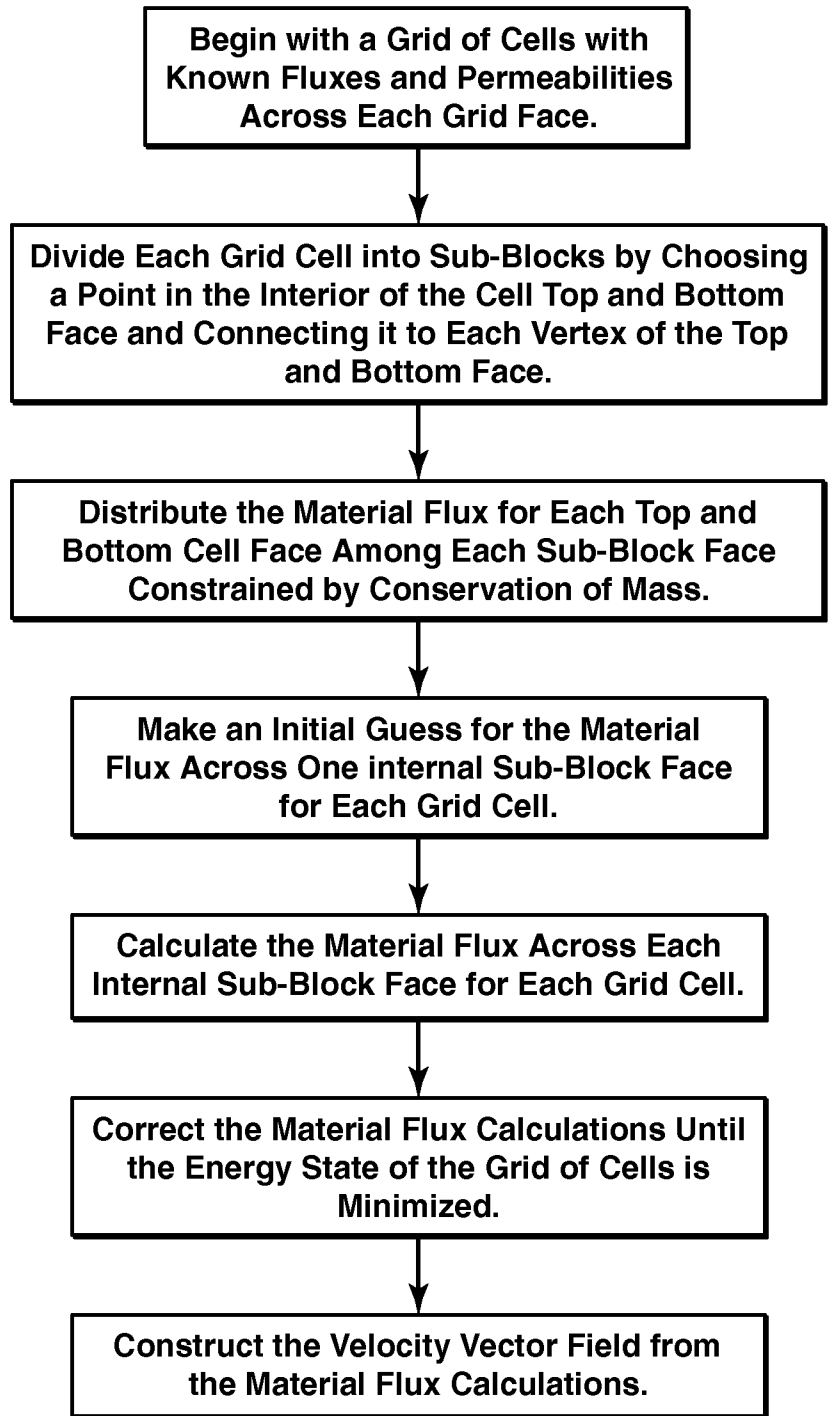 Begin with a Grid of Cells with
Known Fluxes and Permeabilities
Across Each Grid Face.
Divide Each Grid Cell into Sub-Blocks by Choosing
a Point in the Interior of the Cell Top and Bottom
Face and Connecting it to Each Vertex of the Top
and Bottom Face.
Distribute the Material Flux for Each Top and
Bottom Cell Face Among Each Sub-Block Face
Constrained by Conservation of Mass.
Make an Initial Guess for the Material
Flux Across One internal Sub-Block Face
for Each Grid Cell.
Calculate the Material Flux Across Each
Internal Sub-Block Face for Each Grid Cell.
Correct the Material Flux Calculations Until
the Energy State of the Grid of Cells is
Minimized.
Construct the Velocity Vector Field from
the Material Flux Calculations.